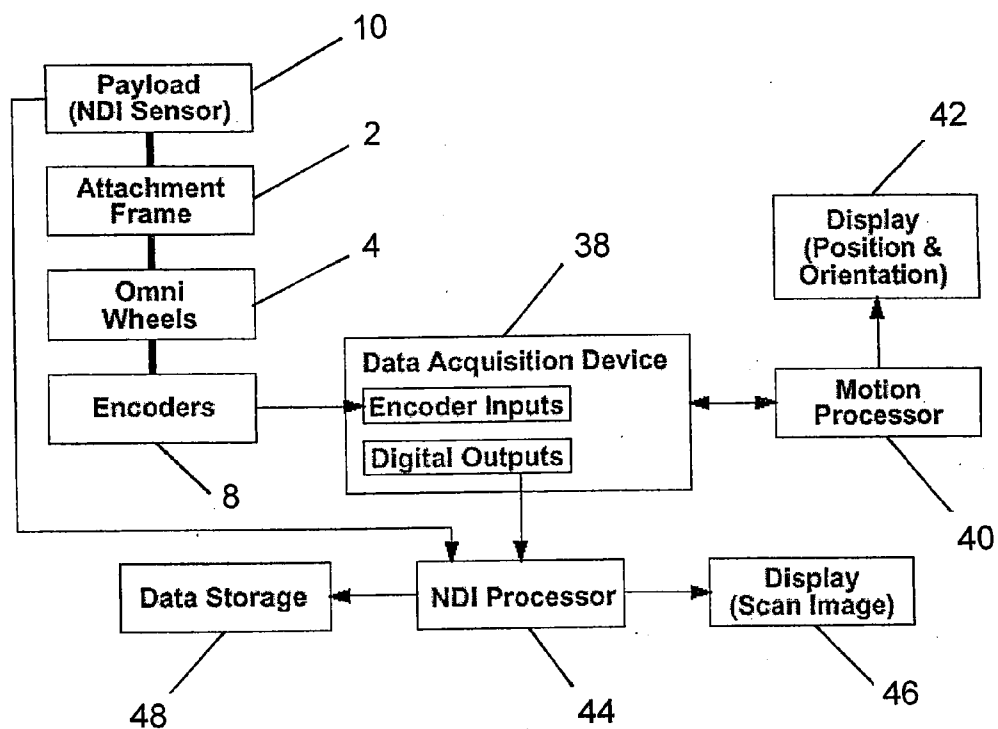 10
Payload
(NDI Sensor)
2
Attachment
Frame
4
Omni
Wheels
Encoders
8
38
Data Acquisition Device
Encoder Inputs
Digital Outputs
42
Display
(Position &
Orientation)
Motion
Processor
40
Data Storage
48
NDI Processor
44
Display
(Scan Image)
46